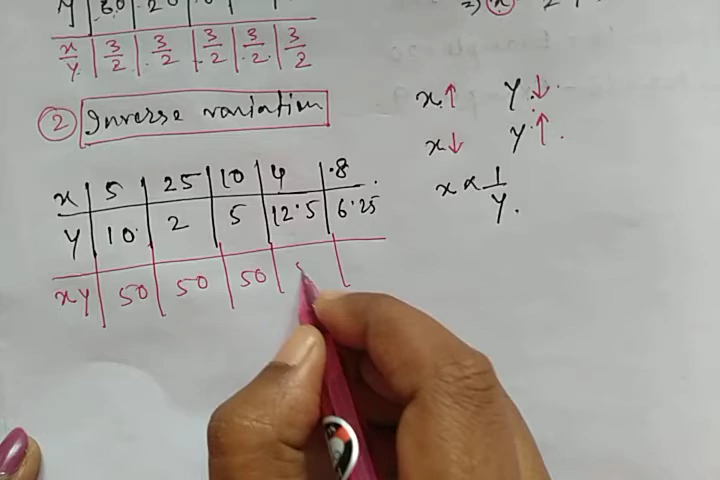 x/y | 3/2 | 3/2 | 3/2 | 3/2 | 3/2
② Inverse variation
x | 5 | 25 | 10 | 4 | 8
y | 10 | 2 | 5 | 12.5 | 6.25
xy | 50 | 50 | 50
x↑ y↓
x↓ y↑
x ∝ 1/y.